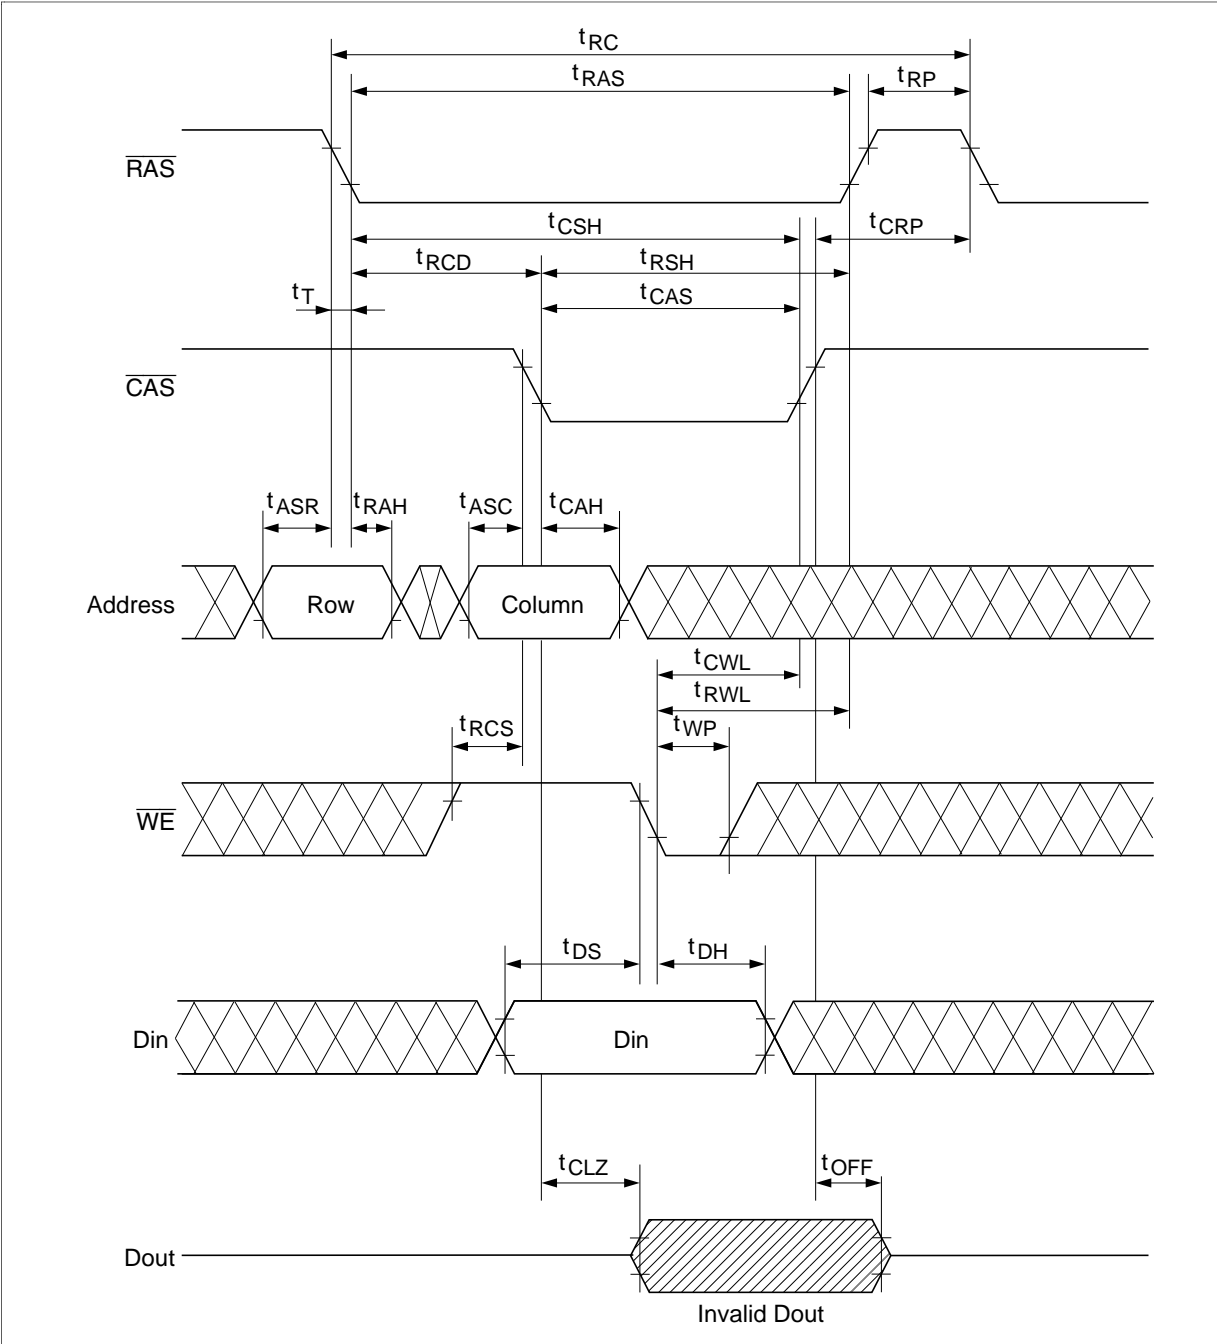 tRC
tRAS
tRP
RAS
tCSH
tCRP
tRCD
tRSH
tT
tCAS
CAS
tASR
tRAH
tASC
tCAH
Address
Row
Column
tCWL
tRWL
tRCS
tWP
WE
tDS
tDH
Din
Din
tCLZ
tOFF
Dout
Invalid Dout